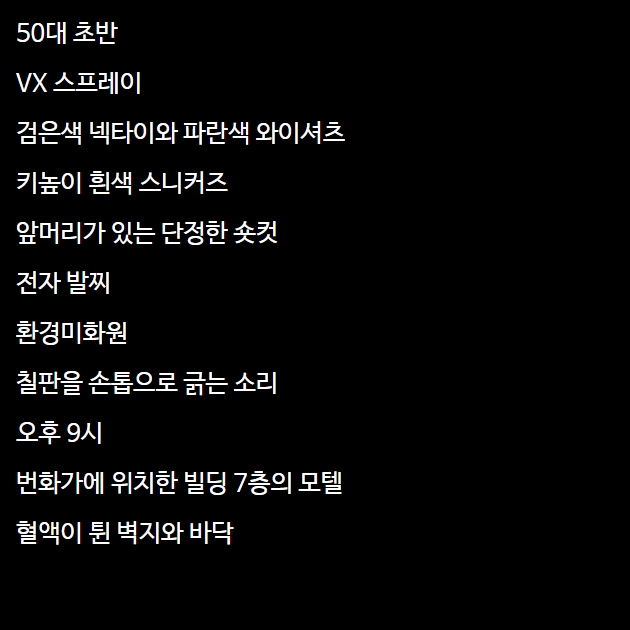 50대 초반
VX 스프레이
검은색 넥타이와 파란색 와이셔츠
키높이 흰색 스니커즈
앞머리가 있는 단정한 숏컷
전자 발찌
환경미화원
칠판을 손톱으로 긁는 소리
오후 9시
번화가에 위치한 빌딩 7층의 모텔
혈액이 튄 벽지와 바닥